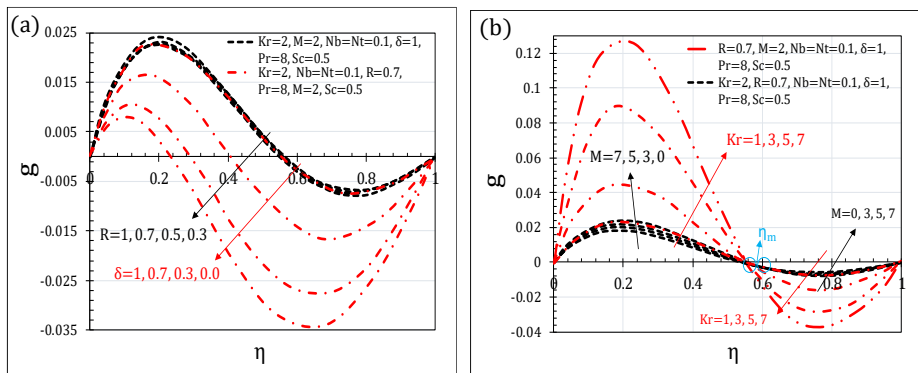 (a)
0.025
Kr=2, M=2, Nb=Nt=0.1, δ=1,
Pr=8, Sc=0.5
Kr=2, Nb=Nt=0.1, R=0.7,
Pr=8, M=2, Sc=0.5
0.015
0.005
g
-0.005
0 0.2 0.4 0.6 0.8 1
R=1, 0.7, 0.5, 0.3
-0.015
δ=1, 0.7, 0.3, 0.0
-0.025
-0.035
η
(b)
0.12
R=0.7, M=2, Nb=Nt=0.1, δ=1,
Pr=8, Sc=0.5
Kr=2, R=0.7, Nb=Nt=0.1, δ=1,
Pr=8, Sc=0.5
0.1
0.08
Kr=1, 3, 5, 7
0.06
M=7, 5, 3, 0
0.04
M=0, 3, 5, 7
ηm
0.02
g
0
0 0.2 0.4 0.6 0.8 1
-0.02
Kr=1, 3, 5, 7
-0.04
η